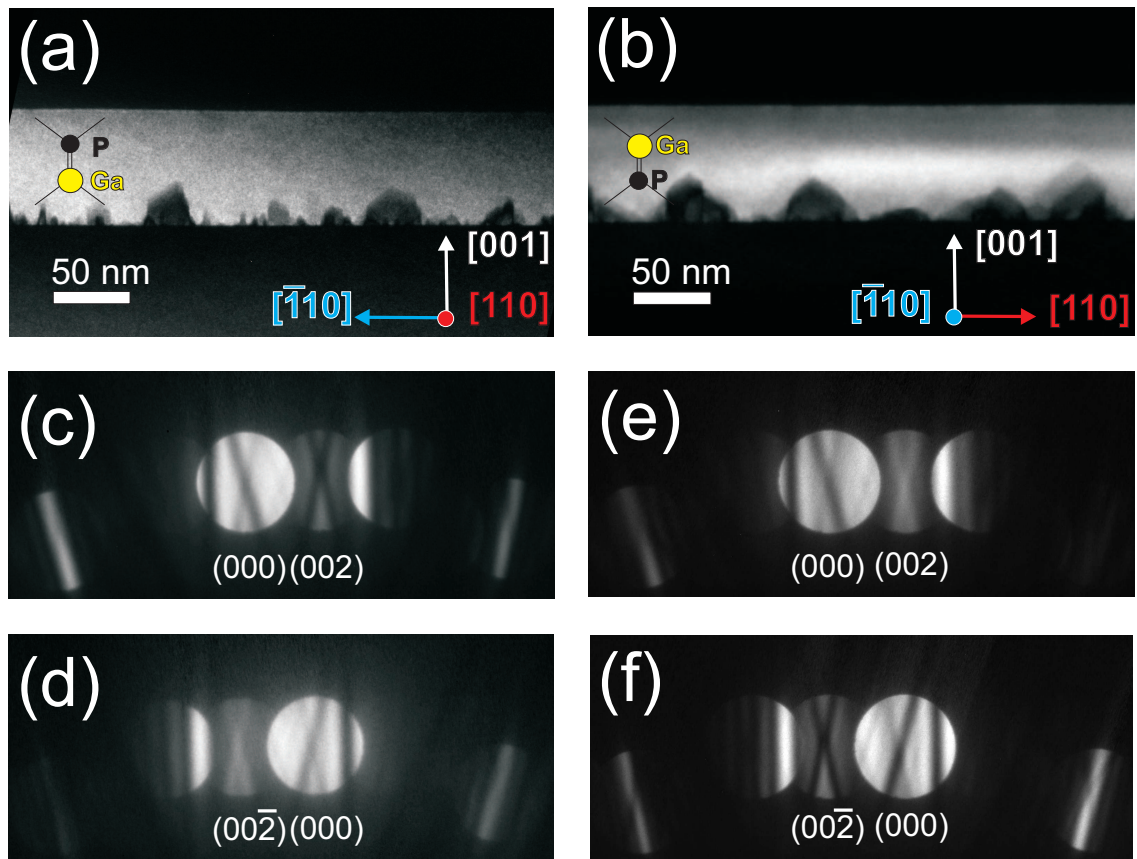 (a)
P
Ga
50 nm
[001]
[1̅10]
[110]
(b)
Ga
P
50 nm
[001]
[1̅10]
[110]
(c)
(000) (002)
(e)
(000) (002)
(d)
(002̅) (000)
(f)
(002̅) (000)